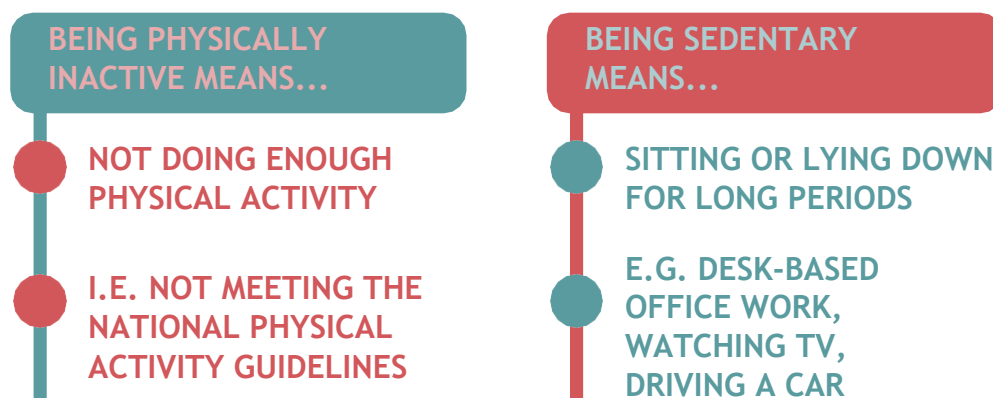 BEING PHYSICALLY
INACTIVE MEANS...
NOT DOING ENOUGH
PHYSICAL ACTIVITY
I.E. NOT MEETING THE
NATIONAL PHYSICAL
ACTIVITY GUIDELINES
BEING SEDENTARY
MEANS...
SITTING OR LYING DOWN
FOR LONG PERIODS
E.G. DESK-BASED
OFFICE WORK,
WATCHING TV,
DRIVING A CAR